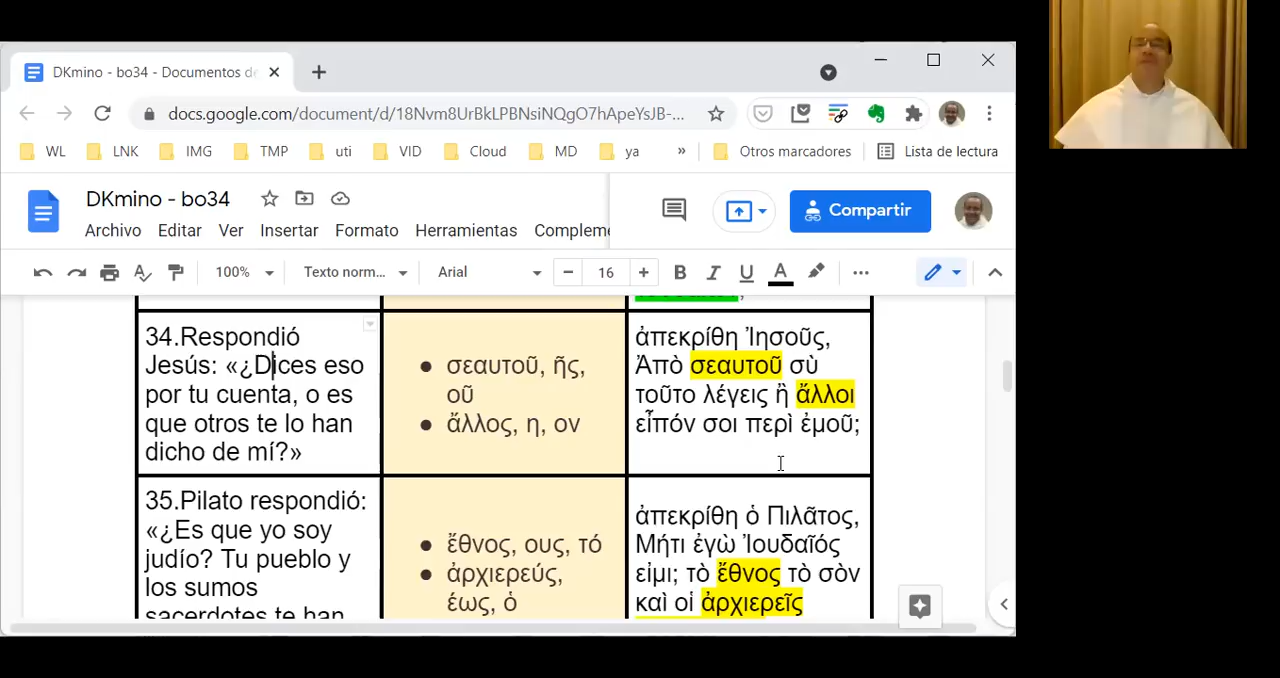 DKmino - bo34 - Documentos de
docs.google.com/document/d/18Nvm8UrBkLPBNsiNQgO7hApeYsJB-...
WL LNK IMG TMP uti VID Cloud MD ya » Otros marcadores Lista de lectura
DKmino - bo34
Compartir
Archivo Editar Ver Insertar Formato Herramientas Compleme
100% Texto norm... Arial − 16 + B I U A
34.Respondió
Jesús: «¿Dices eso
por tu cuenta, o es
que otros te lo han
dicho de mí?»
● σεαυτοῦ, ῆς,
οῦ
● ἄλλος, η, ον
ἀπεκρίθη Ἰησοῦς,
Ἀπὸ σεαυτοῦ σὺ
τοῦτο λέγεις ἢ ἄλλοι
εἶπόν σοι περὶ ἐμοῦ;
35.Pilato respondió:
«¿Es que yo soy
judío? Tu pueblo y
los sumos
sacerdotes te han
● ἔθνος, ους, τό
● ἀρχιερεύς,
έως, ὁ
ἀπεκρίθη ὁ Πιλᾶτος,
Μήτι ἐγὼ Ἰουδαῖός
εἰμι; τὸ ἔθνος τὸ σὸν
καὶ οἱ ἀρχιερεῖς